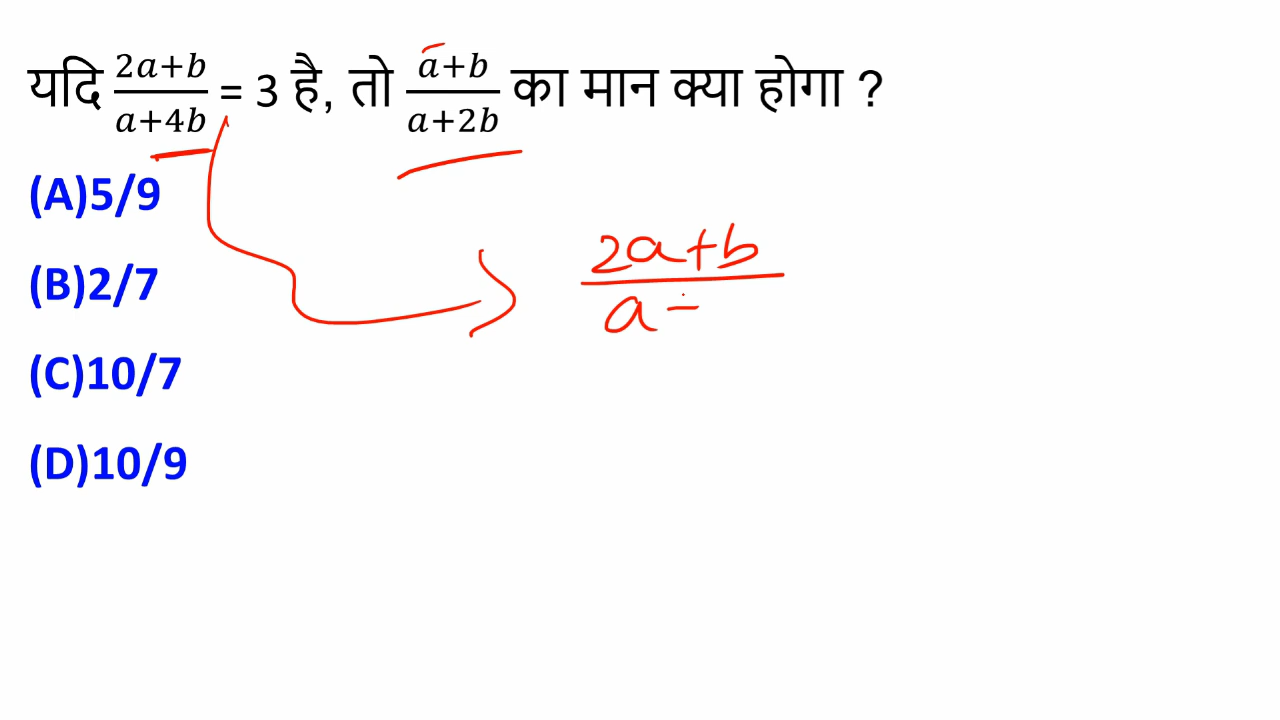 यदि (2a+b)/(a+4b) = 3 है, तो (a+b)/(a+2b) का मान क्या होगा ?
(A)5/9
(B)2/7
(C)10/7
(D)10/9
2a+b
a